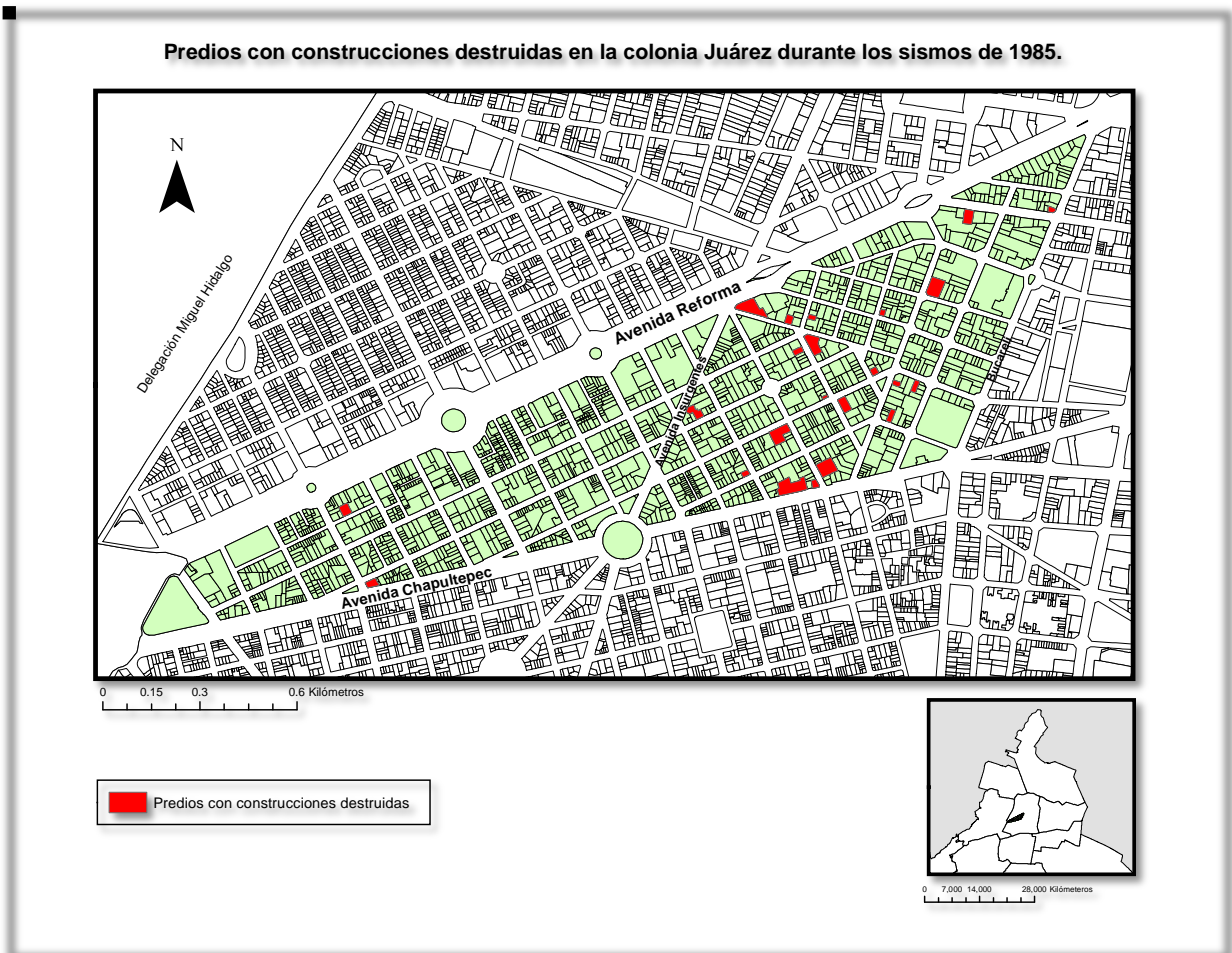 Predios con construcciones destruidas en la colonia Juárez durante los sismos de 1985.
N
Delegación Miguel Hidalgo
Avenida Reforma
Avenida Insurgentes
Bucareli
Avenida Chapultepec
0 0.15 0.3 0.6 Kilómetros
Predios con construcciones destruidas
0 7,000 14,000 28,000 Kilómeteros